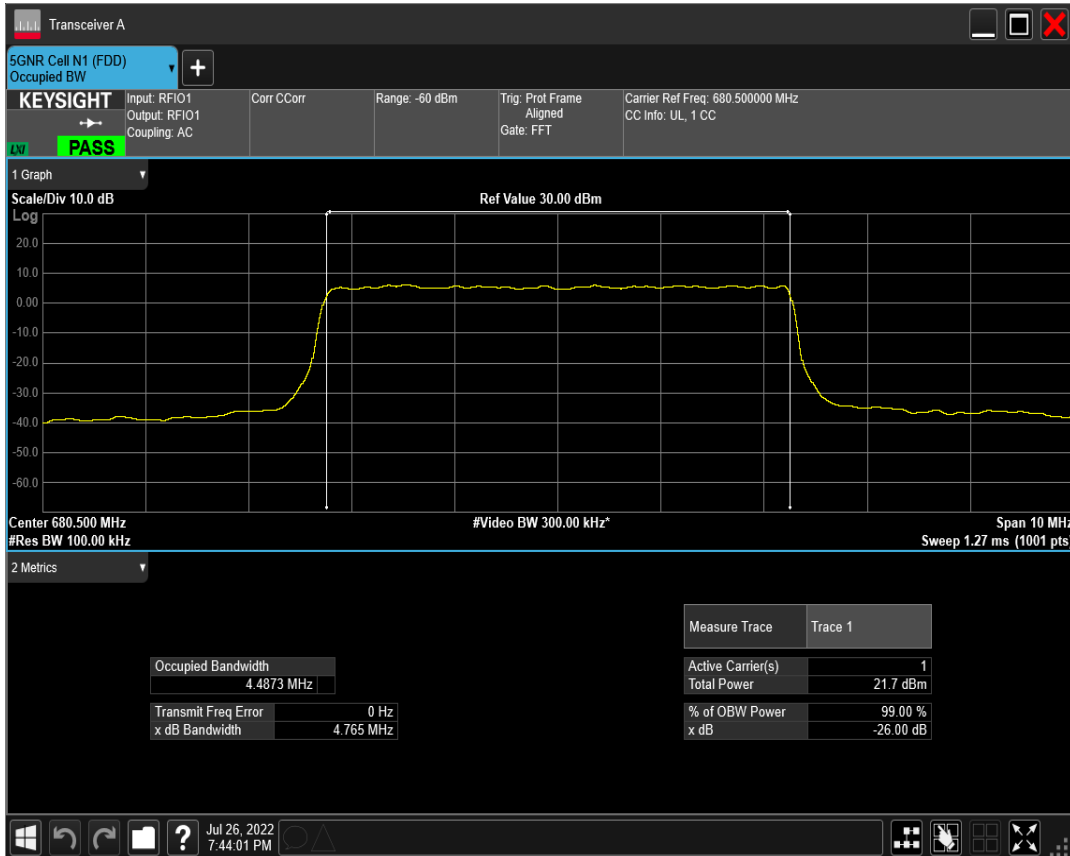 Transceiver A
5GNR Cell N1 (FDD)
Occupied BW
+
KEYSIGHT
LXI
PASS
Input: RFIO1
Output: RFIO1
Coupling: AC
Corr CCorr
Range: -60 dBm
Trig: Prot Frame
Aligned
Gate: FFT
Carrier Ref Freq: 680.500000 MHz
CC Info: UL, 1 CC
1 Graph
Scale/Div 10.0 dB
Ref Value 30.00 dBm
Log
20.0
10.0
0.00
-10.0
-20.0
-30.0
-40.0
-50.0
-60.0
Center 680.500 MHz
#Video BW 300.00 kHz*
Span 10 MHz
#Res BW 100.00 kHz
Sweep 1.27 ms (1001 pts)
2 Metrics
Measure Trace Trace 1
Occupied Bandwidth
4.4873 MHz
Transmit Freq Error 0 Hz
x dB Bandwidth 4.765 MHz
Active Carrier(s) 1
Total Power 21.7 dBm
% of OBW Power 99.00 %
x dB -26.00 dB
?
Jul 26, 2022
7:44:01 PM